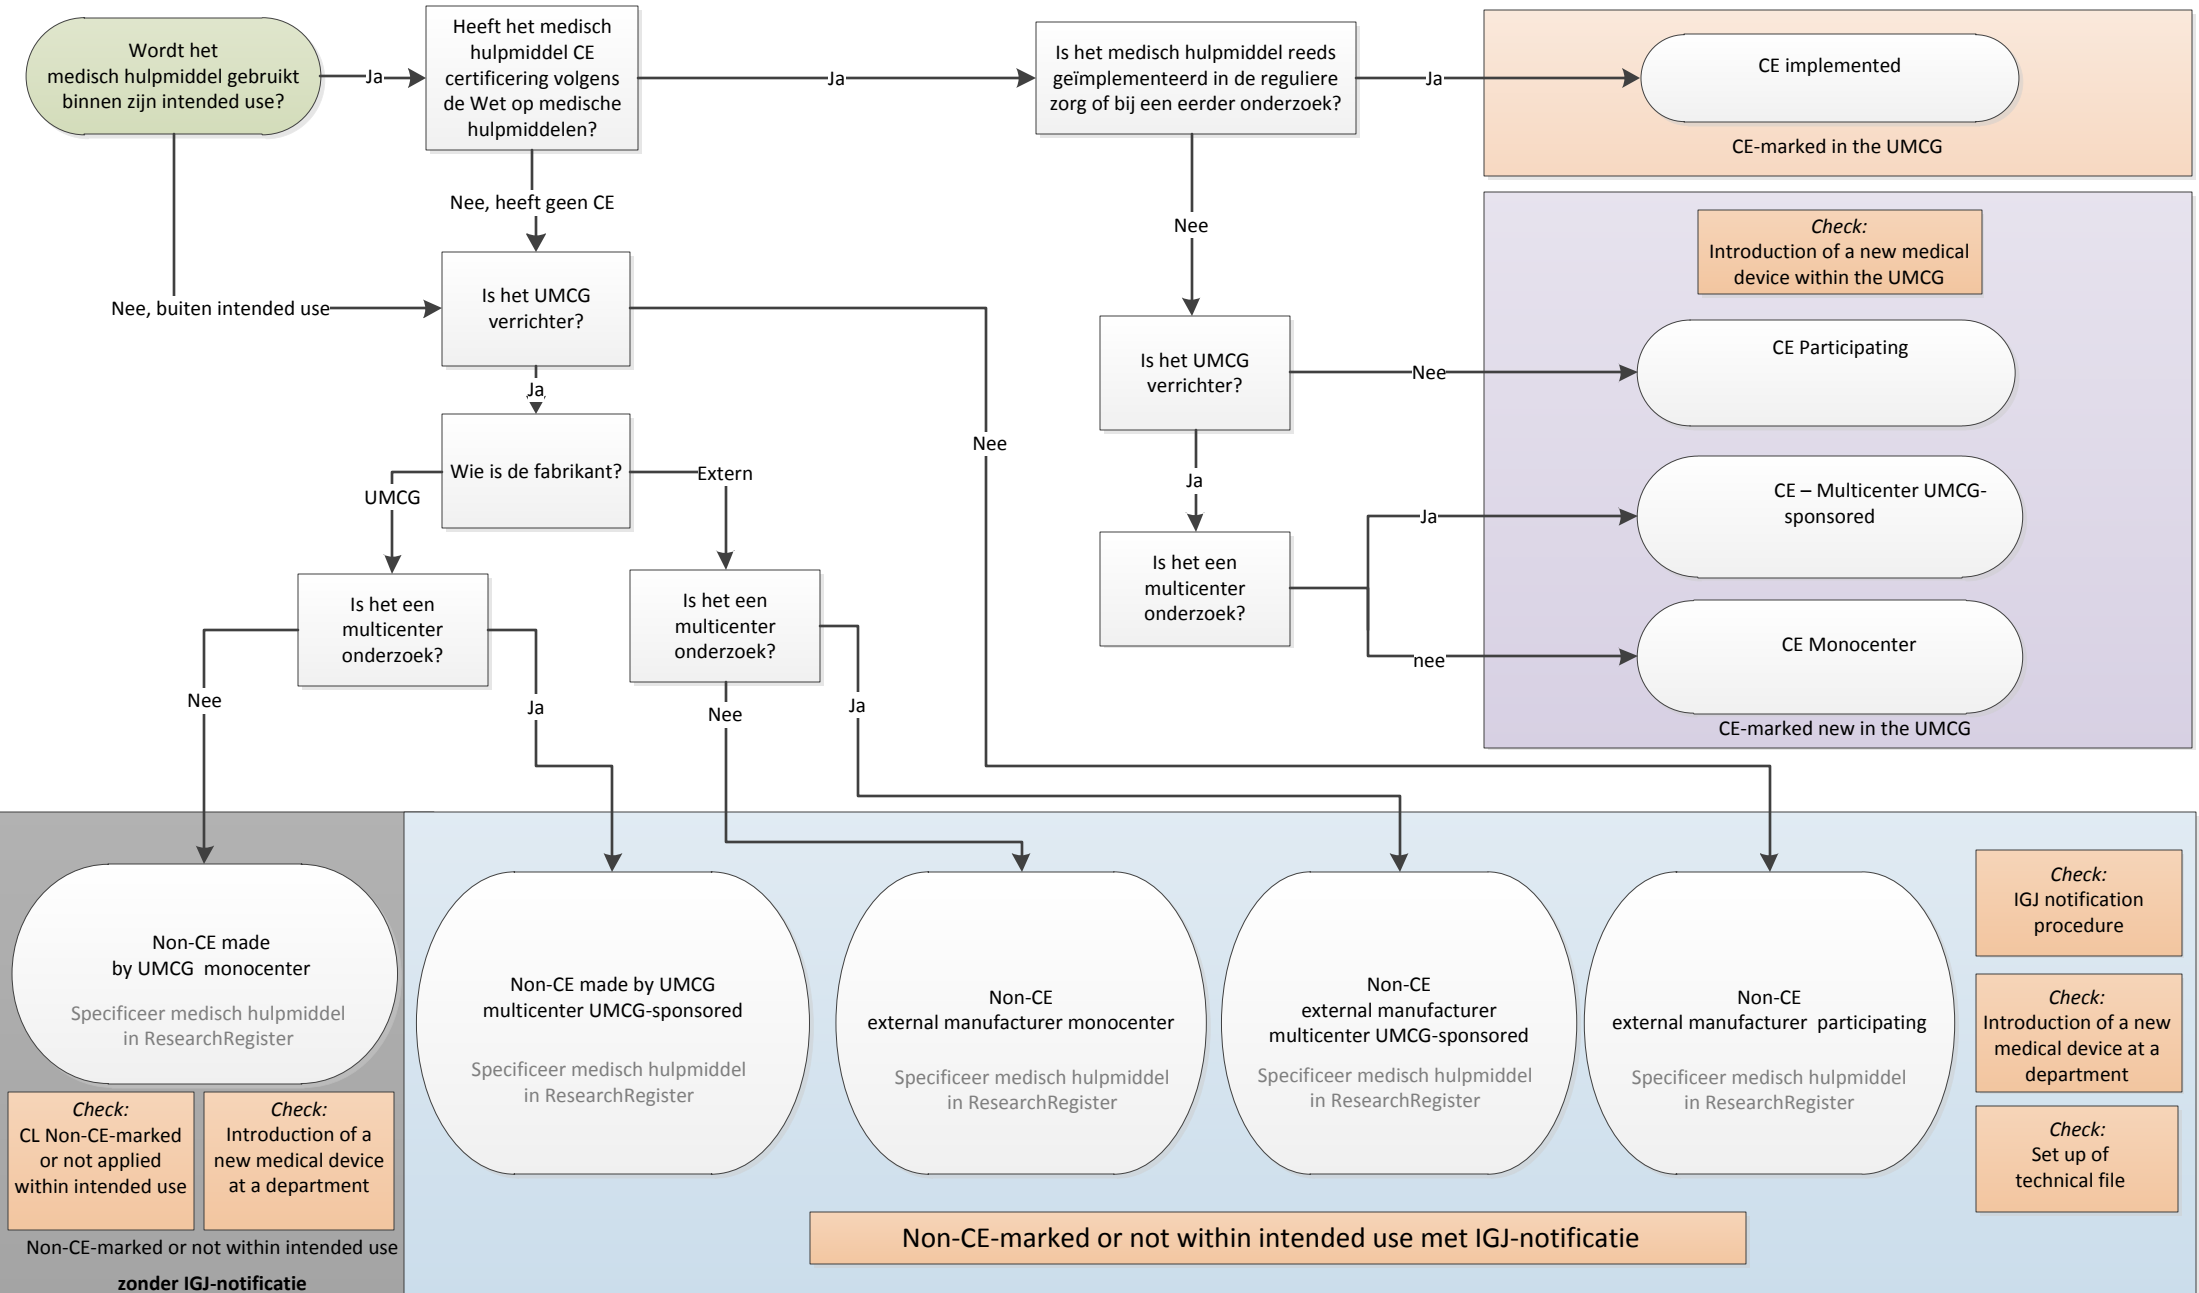 Wordt het
medisch hulpmiddel gebruikt
binnen zijn intended use?
Ja
Heeft het medisch
hulpmiddel CE
certificering volgens
de Wet op medische
hulpmiddelen?
Ja
Is het medisch hulpmiddel reeds
geïmplementeerd in de reguliere
zorg of bij een eerder onderzoek?
Ja
CE implemented
CE-marked in the UMCG
Nee, heeft geen CE
Nee
Check:
Introduction of a new medical
device within the UMCG
Nee, buiten intended use
Is het UMCG
verrichter?
Is het UMCG
verrichter?
Nee
CE Participating
Ja
Nee
Wie is de fabrikant?
UMCG
Extern
Ja
Ja
CE – Multicenter UMCG-
sponsored
Is het een
multicenter
onderzoek?
Is het een
multicenter
onderzoek?
Is het een
multicenter
onderzoek?
nee
CE Monocenter
CE-marked new in the UMCG
Nee
Ja
Nee
Ja
Non-CE made
by UMCG monocenter
Specificeer medisch hulpmiddel
in ResearchRegister
Non-CE made by UMCG
multicenter UMCG-sponsored
Specificeer medisch hulpmiddel
in ResearchRegister
Non-CE
external manufacturer monocenter
Specificeer medisch hulpmiddel
in ResearchRegister
Non-CE
external manufacturer
multicenter UMCG-sponsored
Specificeer medisch hulpmiddel
in ResearchRegister
Non-CE
external manufacturer participating
Specificeer medisch hulpmiddel
in ResearchRegister
Check:
IGJ notification
procedure
Check:
Introduction of a new
medical device at a
department
Check:
Set up of
technical file
Check:
CL Non-CE-marked
or not applied
within intended use
Check:
Introduction of a
new medical device
at a department
Non-CE-marked or not within intended use
zonder IGJ-notificatie
Non-CE-marked or not within intended use met IGJ-notificatie